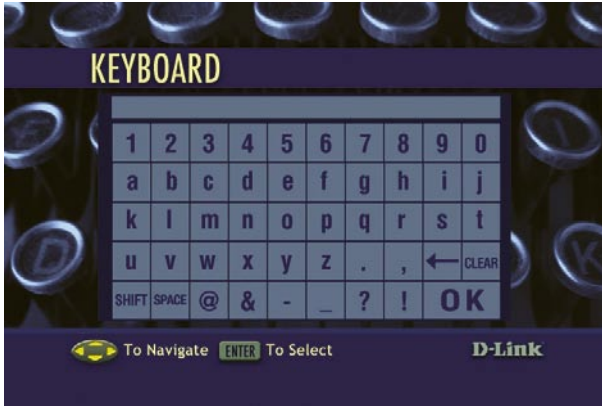 KEYBOARD
1 2 3 4 5 6 7 8 9 0
a b c d e f g h i j
k l m n o p q r s t
u v w x y z . , ← CLEAR
SHIFT SPACE @ & - _ ? ! OK
To Navigate ENTER To Select D-Link